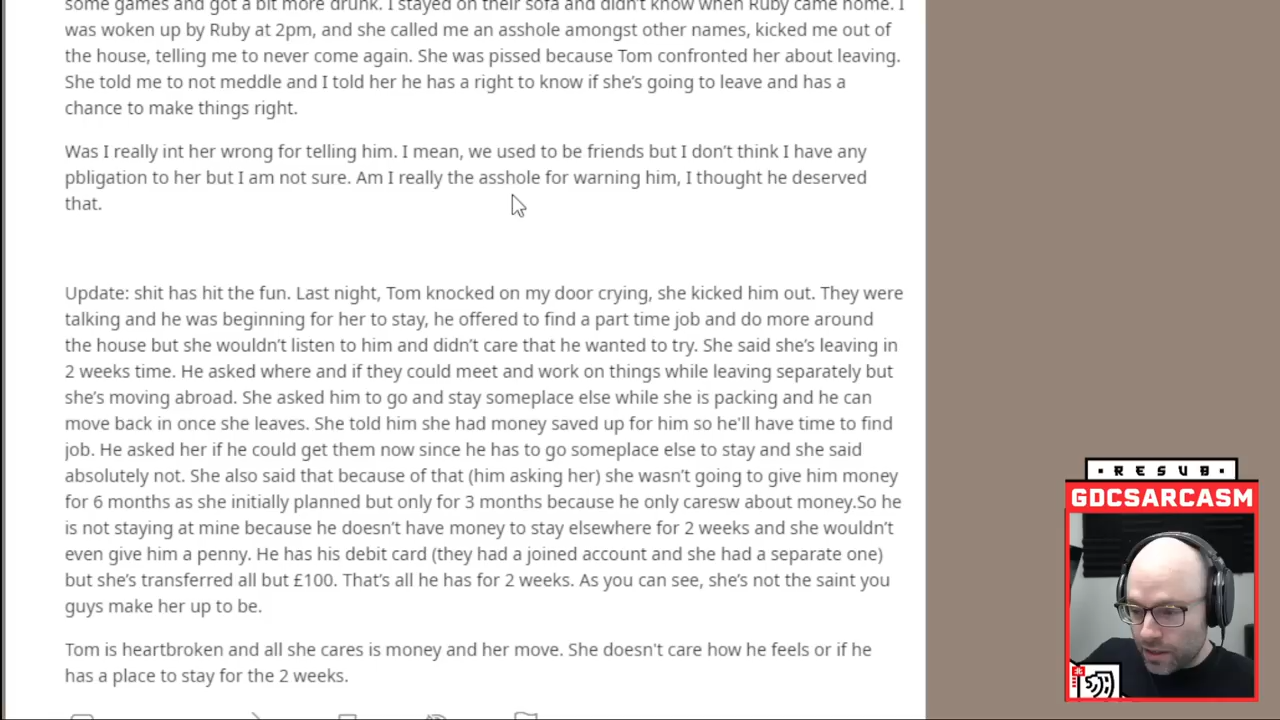 some games and got a bit more drunk. I stayed on their sofa and didn't know when Ruby came home. I
was woken up by Ruby at 2pm, and she called me an asshole amongst other names, kicked me out of
the house, telling me to never come again. She was pissed because Tom confronted her about leaving.
She told me to not meddle and I told her he has a right to know if she's going to leave and has a
chance to make things right.
Was I really int her wrong for telling him. I mean, we used to be friends but I don't think I have any
pbligation to her but I am not sure. Am I really the asshole for warning him, I thought he deserved
that.
Update: shit has hit the fun. Last night, Tom knocked on my door crying, she kicked him out. They were
talking and he was beginning for her to stay, he offered to find a part time job and do more around
the house but she wouldn't listen to him and didn't care that he wanted to try. She said she's leaving in
2 weeks time. He asked where and if they could meet and work on things while leaving separately but
she's moving abroad. She asked him to go and stay someplace else while she is packing and he can
move back in once she leaves. She told him she had money saved up for him so he'll have time to find
job. He asked her if he could get them now since he has to go someplace else to stay and she said
absolutely not. She also said that because of that (him asking her) she wasn't going to give him money
for 6 months as she initially planned but only for 3 months because he only caresw about money.So he
is not staying at mine because he doesn't have money to stay elsewhere for 2 weeks and she wouldn't
even give him a penny. He has his debit card (they had a joined account and she had a separate one)
but she's transferred all but £100. That's all he has for 2 weeks. As you can see, she's not the saint you
guys make her up to be.
Tom is heartbroken and all she cares is money and her move. She doesn't care how he feels or if he
has a place to stay for the 2 weeks.
RESUB
GDCSARCASM